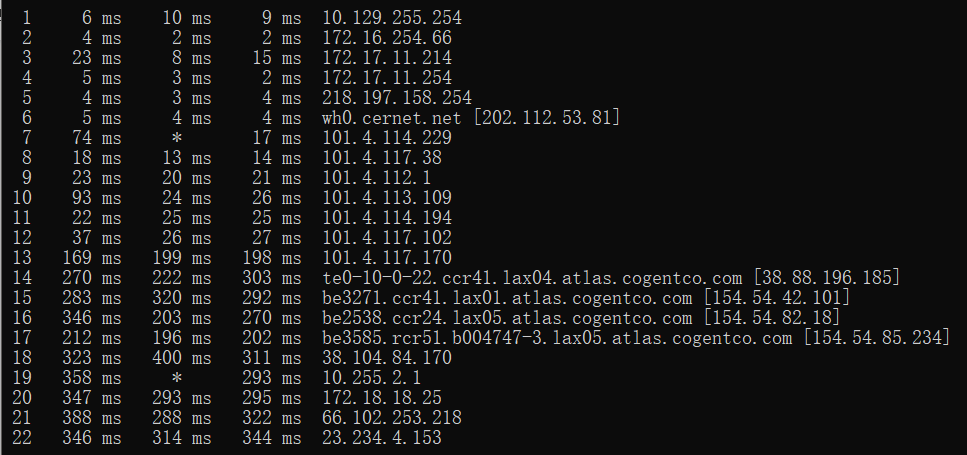 1 6 ms 10 ms 9 ms 10.129.255.254
2 4 ms 2 ms 2 ms 172.16.254.66
3 23 ms 8 ms 15 ms 172.17.11.214
4 5 ms 3 ms 2 ms 172.17.11.254
5 4 ms 3 ms 4 ms 218.197.158.254
6 5 ms 4 ms 4 ms wh0.cernet.net [202.112.53.81]
7 74 ms * 17 ms 101.4.114.229
8 18 ms 13 ms 14 ms 101.4.117.38
9 23 ms 20 ms 21 ms 101.4.112.1
10 93 ms 24 ms 26 ms 101.4.113.109
11 22 ms 25 ms 25 ms 101.4.114.194
12 37 ms 26 ms 27 ms 101.4.117.102
13 169 ms 199 ms 198 ms 101.4.117.170
14 270 ms 222 ms 303 ms te0-10-0-22.ccr41.lax04.atlas.cogentco.com [38.88.196.185]
15 283 ms 320 ms 292 ms be3271.ccr41.lax01.atlas.cogentco.com [154.54.42.101]
16 346 ms 203 ms 270 ms be2538.ccr24.lax05.atlas.cogentco.com [154.54.82.18]
17 212 ms 196 ms 202 ms be3585.rcr51.b004747-3.lax05.atlas.cogentco.com [154.54.85.234]
18 323 ms 400 ms 311 ms 38.104.84.170
19 358 ms * 293 ms 10.255.2.1
20 347 ms 293 ms 295 ms 172.18.18.25
21 388 ms 288 ms 322 ms 66.102.253.218
22 346 ms 314 ms 344 ms 23.234.4.153